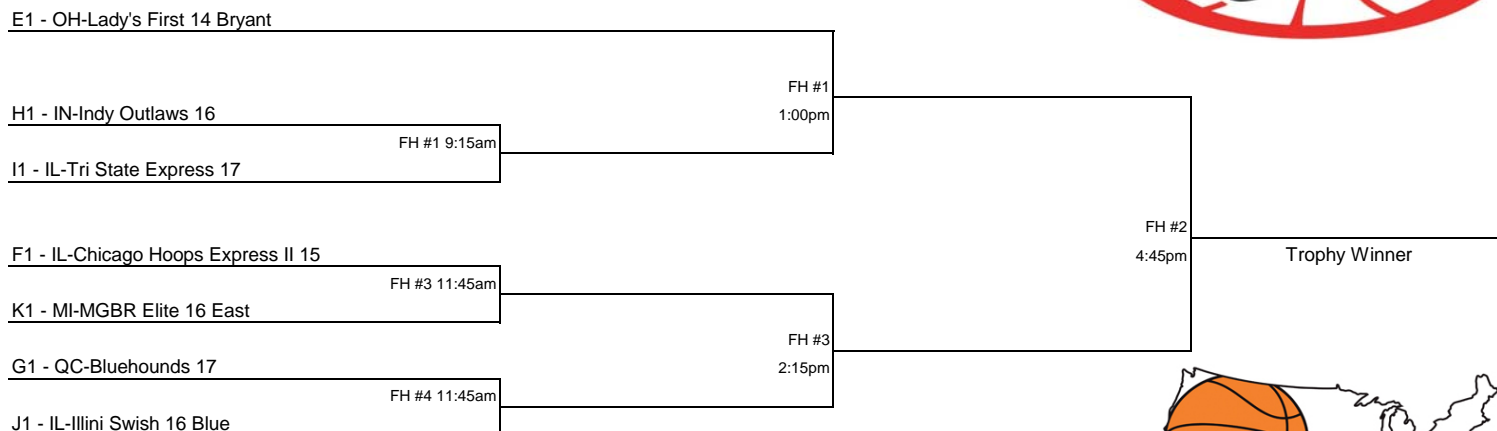 E1 - OH-Lady's First 14 Bryant
FH #1
H1 - IN-Indy Outlaws 16
1:00pm
FH #1 9:15am
I1 - IL-Tri State Express 17
FH #2
F1 - IL-Chicago Hoops Express II 15
4:45pm
Trophy Winner
FH #3 11:45am
K1 - MI-MGBR Elite 16 East
FH #3
G1 - QC-Bluehounds 17
2:15pm
FH #4 11:45am
J1 - IL-Illini Swish 16 Blue